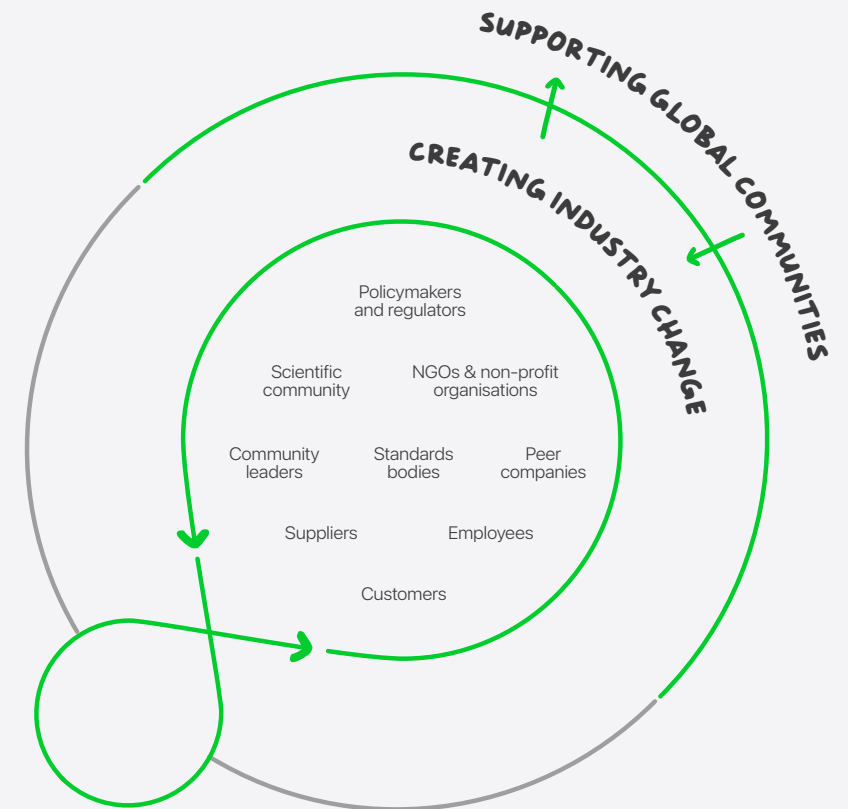 SUPPORTING GLOBAL COMMUNITIES
CREATING INDUSTRY CHANGE
Policymakers
and regulators
Scientific
community
NGOs & non-profit
organisations
Community
leaders
Standards
bodies
Peer
companies
Suppliers
Employees
Customers